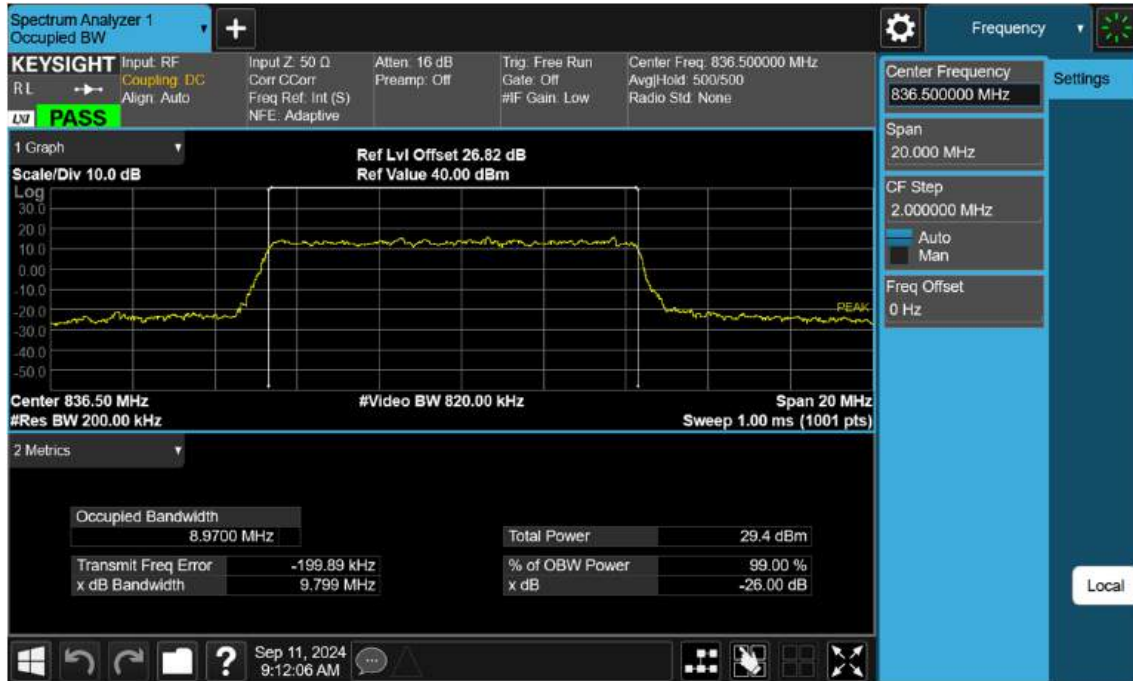 Spectrum Analyzer 1
Occupied BW
+
Frequency
KEYSIGHT
RL
LXI PASS
Input: RF
Coupling: DC
Align: Auto
Input Z: 50 Ω
Corr CCorr
Freq Ref: Int (S)
NFE: Adaptive
Atten: 16 dB
Preamp: Off
Trig: Free Run
Gate: Off
#IF Gain: Low
Center Freq: 836.500000 MHz
Avg|Hold: 500/500
Radio Std: None
Center Frequency
836.500000 MHz
Settings
Span
20.000 MHz
CF Step
2.000000 MHz
Auto
Man
Freq Offset
0 Hz
Local
1 Graph
Scale/Div 10.0 dB
Ref Lvl Offset 26.82 dB
Ref Value 40.00 dBm
Log
30.0
20.0
10.0
0.00
-10.0
-20.0
-30.0
-40.0
-50.0
PEAK
Center 836.50 MHz
#Video BW 820.00 kHz
Span 20 MHz
#Res BW 200.00 kHz
Sweep 1.00 ms (1001 pts)
2 Metrics
Occupied Bandwidth
8.9700 MHz
Total Power 29.4 dBm
Transmit Freq Error -199.89 kHz
% of OBW Power 99.00 %
x dB Bandwidth 9.799 MHz
x dB -26.00 dB
?
Sep 11, 2024
9:12:06 AM